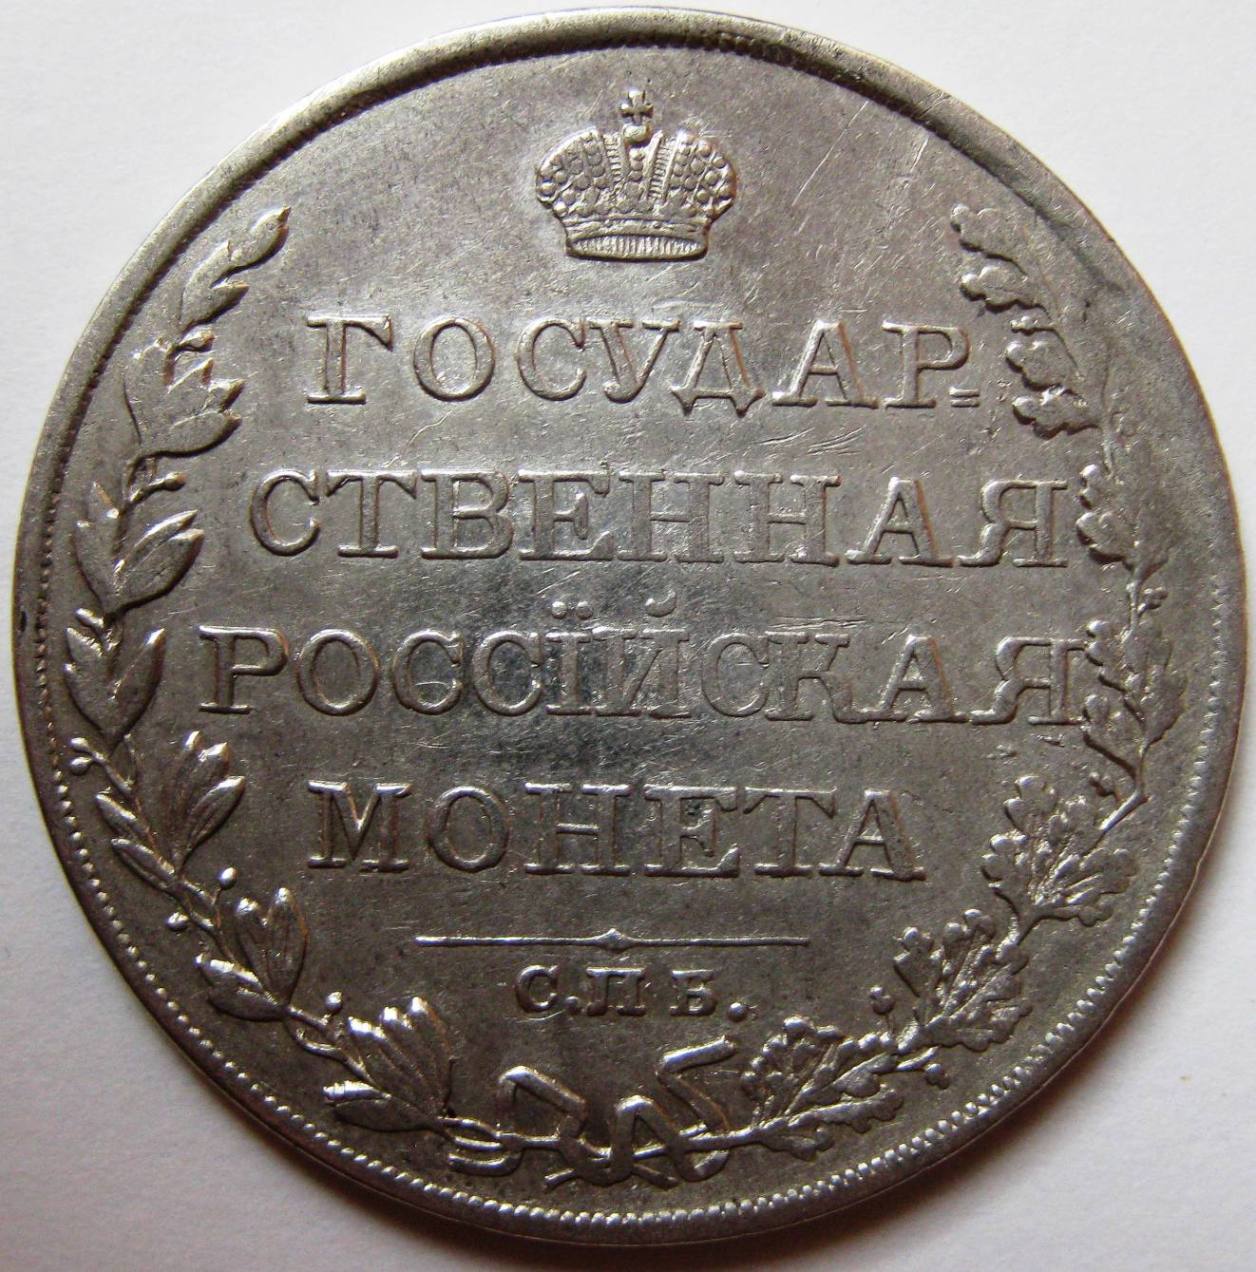 ГОСУДАР=
СТВЕННАЯ
РОССІЙСКАЯ
МОНЕТА
С.П Б.